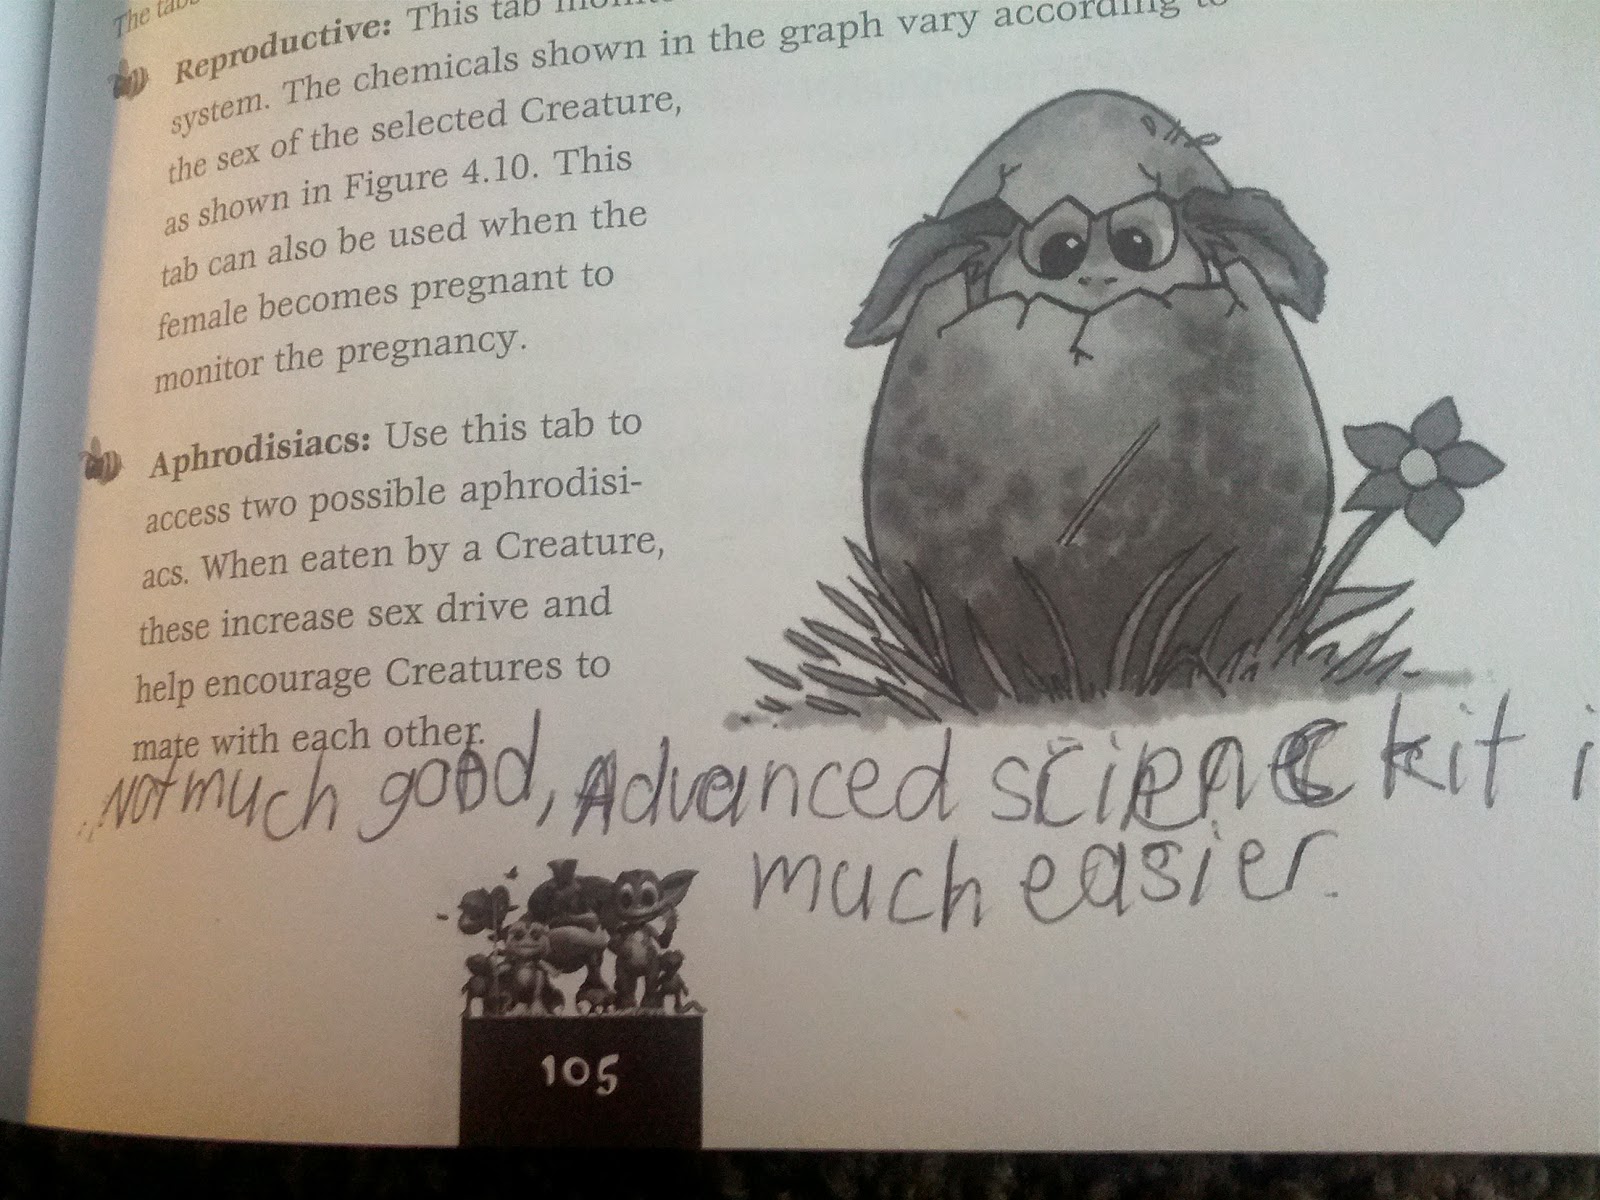 The tabs
Reproductive: This tab
system. The chemicals shown in the graph vary according to
the sex of the selected Creature,
as shown in Figure 4.10. This
tab can also be used when the
female becomes pregnant to
monitor the pregnancy.
Aphrodisiacs: Use this tab to
access two possible aphrodisi-
acs. When eaten by a Creature,
these increase sex drive and
help encourage Creatures to
mate with each other.
Not much good, Advanced science kit i
much easier.
105